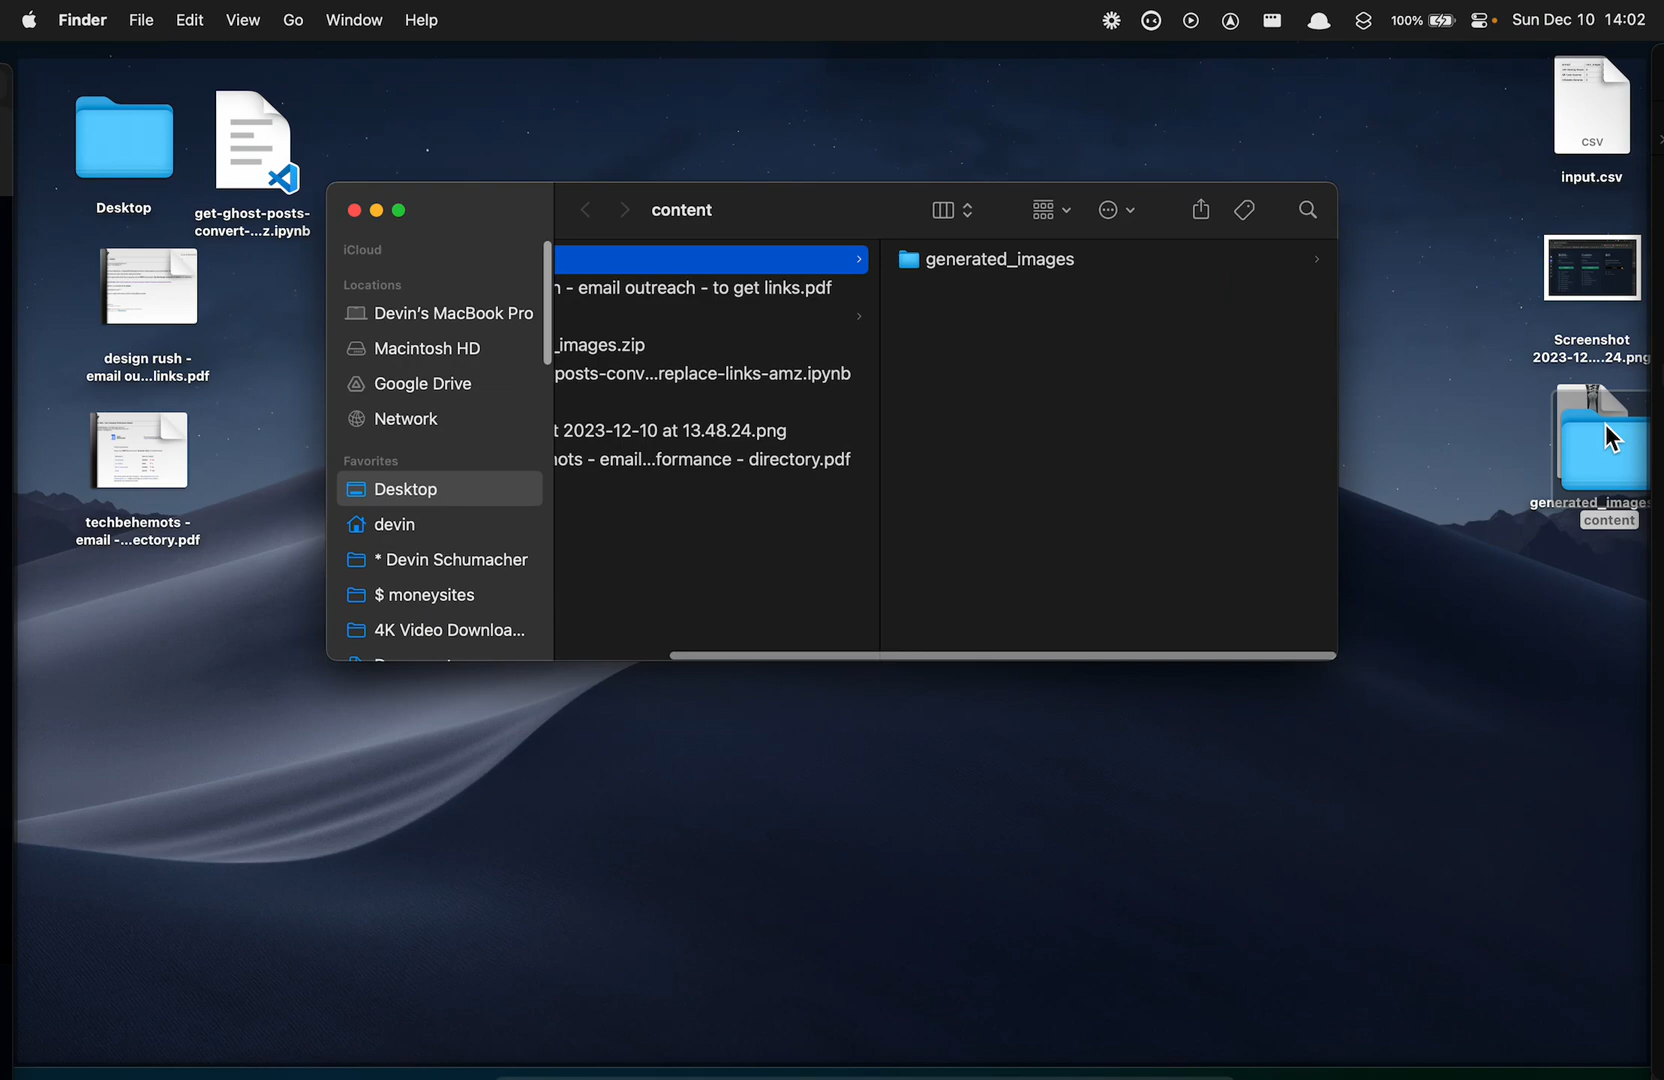 Finder File Edit View Go Window Help 100% Sun Dec 10 14:02
Desktop
get-ghost-posts-
convert-...z.ipynb
design rush -
email ou...links.pdf
techbehemots -
email -...ectory.pdf
content
iCloud
Locations
Devin's MacBook Pro
Macintosh HD
Google Drive
Network
Favorites
Desktop
devin
* Devin Schumacher
$ moneysites
4K Video Downloa...
- email outreach - to get links.pdf
_images.zip
posts-conv...replace-links-amz.ipynb
t 2023-12-10 at 13.48.24.png
ots - email...formance - directory.pdf
generated_images
CSV
input.csv
Screenshot
2023-12....24.png
generated_images
content